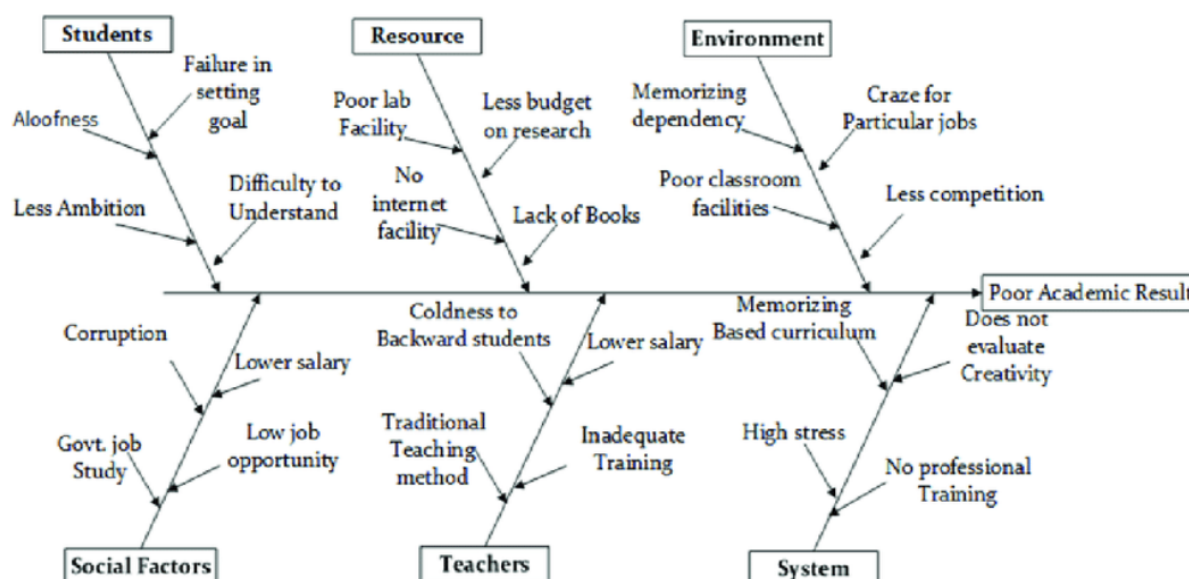 Students
Resource
Environment
Failure in
setting
goal
Aloofness
Less Ambition
Difficulty to
Understand
Poor lab
Facility
Less budget
on research
No
internet
facility
Lack of Books
Memorizing
dependency
Craze for
Particular jobs
Poor classroom
facilities
Less competition
Poor Academic Result
Corruption
Lower salary
Govt. job
Study
Low job
opportunity
Social Factors
Coldness to
Backward students
Lower salary
Traditional
Teaching
method
Inadequate
Training
Teachers
Memorizing
Based curriculum
Does not
evaluate
Creativity
High stress
No professional
Training
System